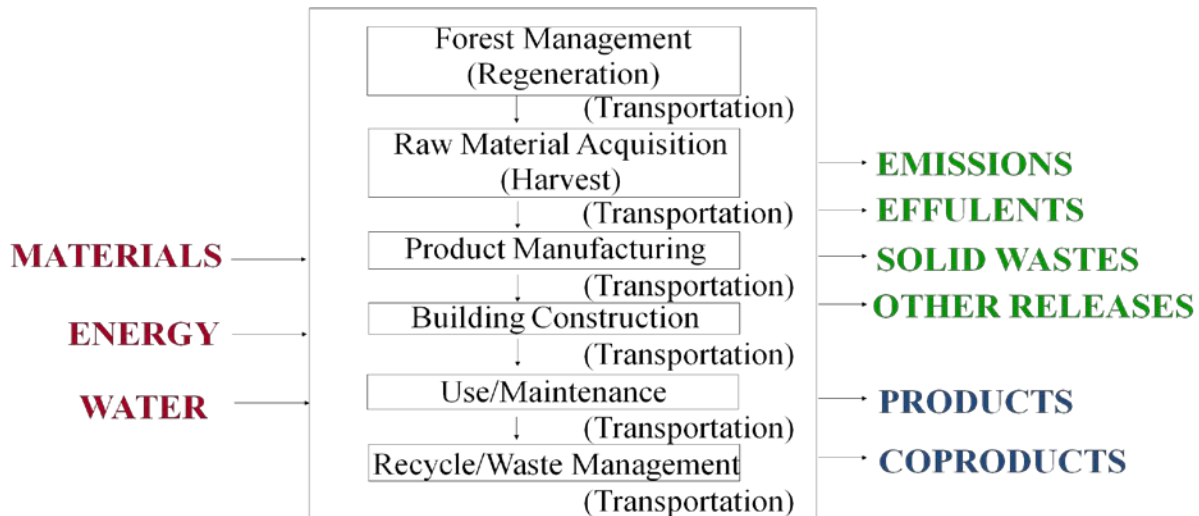 Forest Management
(Regeneration)
(Transportation)
Raw Material Acquisition
(Harvest)
(Transportation)
Product Manufacturing
(Transportation)
Building Construction
(Transportation)
Use/Maintenance
(Transportation)
Recycle/Waste Management
(Transportation)
MATERIALS
ENERGY
WATER
EMISSIONS
EFFULENTS
SOLID WASTES
OTHER RELEASES
PRODUCTS
COPRODUCTS